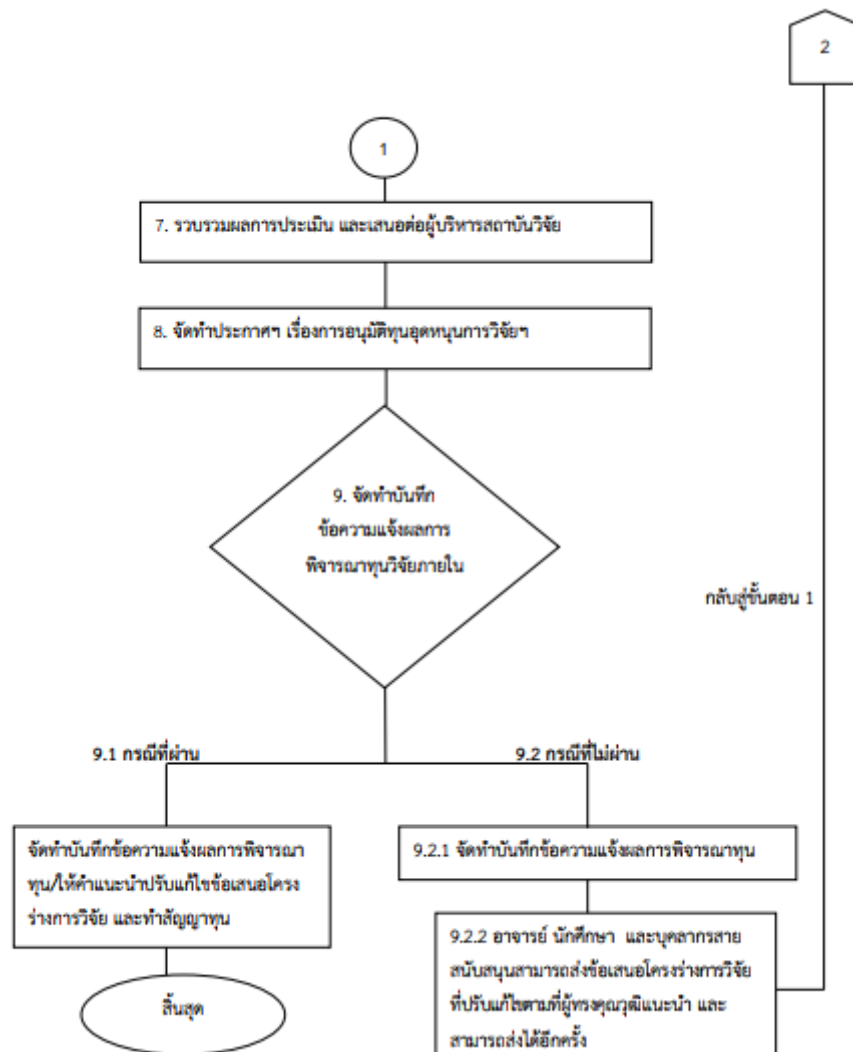 2
1
7. รวบรวมผลการประเมิน และเสนอต่อผู้บริหารสถาบันวิจัย
8. จัดทำประกาศฯ เรื่องการอนุมัติทุนอุดหนุนการวิจัยฯ
9. จัดทำบันทึก
ข้อความแจ้งผลการ
พิจารณาทุนวิจัยภายใน
กลับสู่ขั้นตอน 1
9.1 กรณีที่ผ่าน
9.2 กรณีที่ไม่ผ่าน
จัดทำบันทึกข้อความแจ้งผลการพิจารณา
ทุน/ให้คำแนะนำปรับแก้ไขข้อเสนอโครง
ร่างการวิจัย และทำสัญญาทุน
สิ้นสุด
9.2.1 จัดทำบันทึกข้อความแจ้งผลการพิจารณาทุน
9.2.2 อาจารย์ นักศึกษา และบุคลากรสาย
สนับสนุนสามารถส่งข้อเสนอโครงร่างการวิจัย
ที่ปรับแก้ไขตามที่ผู้ทรงคุณวุฒิแนะนำ และ
สามารถส่งได้อีกครั้ง